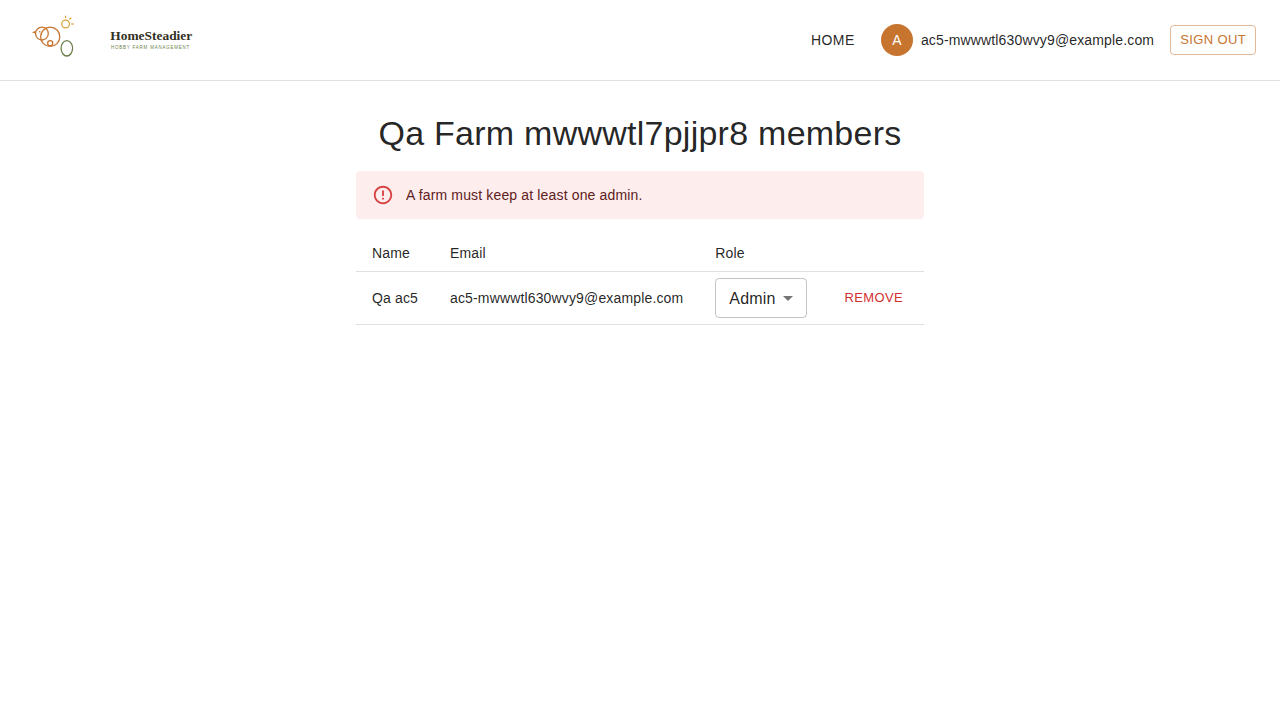 HomeSteadier
HOBBY FARM MANAGEMENT
HOME
A
ac5-mwwwtl630wvy9@example.com
SIGN OUT
Qa Farm mwwwtl7pjjpr8 members
A farm must keep at least one admin.
Name Email Role
Qa ac5 ac5-mwwwtl630wvy9@example.com Admin REMOVE